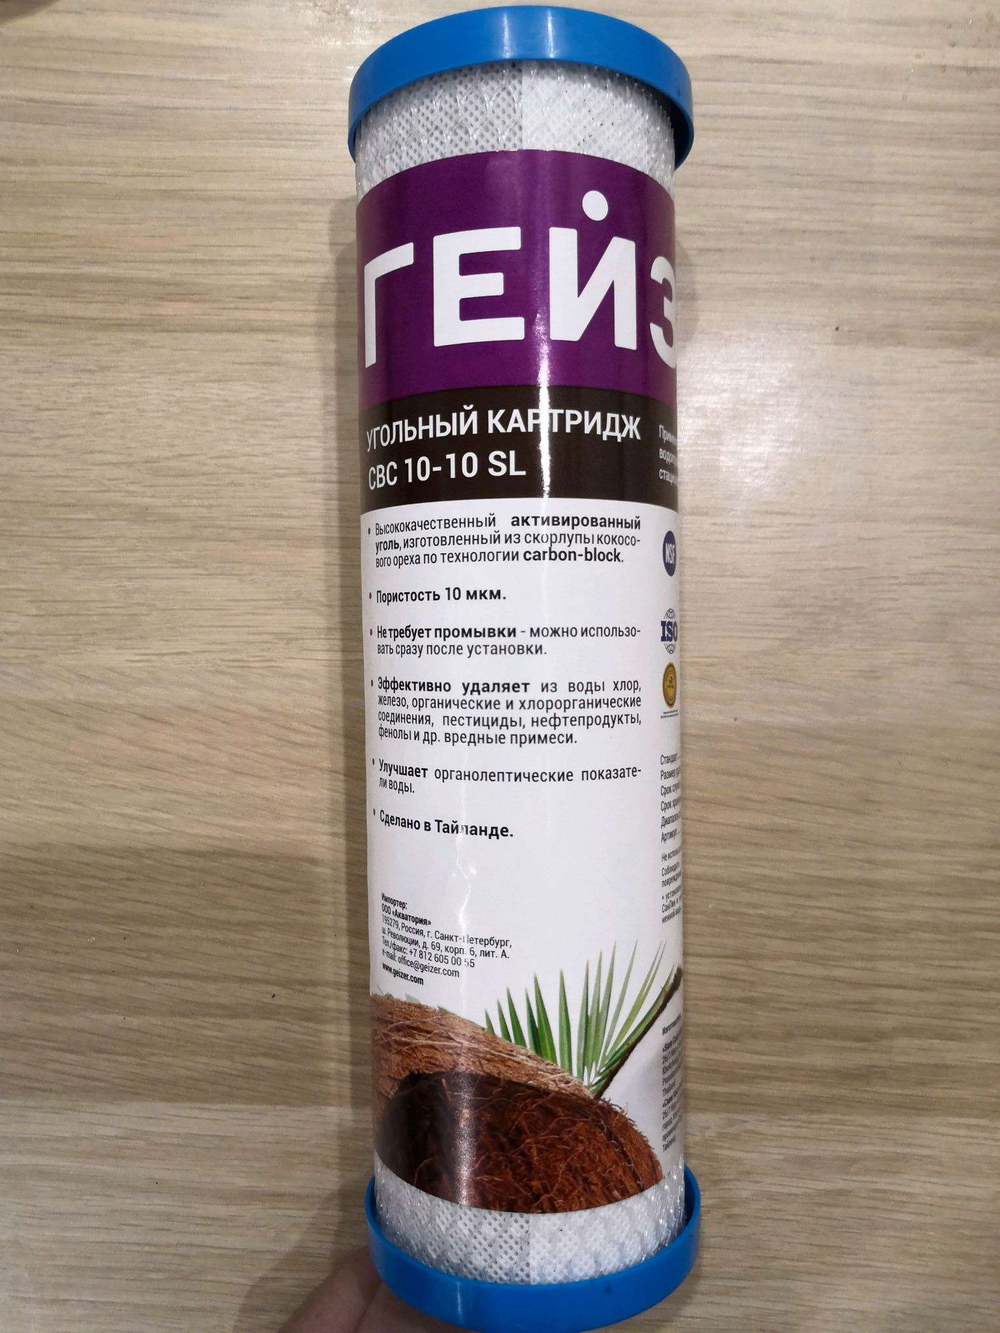 ГЕЙЗ
УГОЛЬНЫЙ КАРТРИДЖ
СВС 10-10 SL
• Высококачественный активированный
уголь, изготовленный из скорлупы кокосо-
вого ореха по технологии carbon-block.
• Пористость 10 мкм.
• Не требует промывки - можно использо-
вать сразу после установки.
• Эффективно удаляет из воды хлор,
железо, органические и хлорорганические
соединения, пестициды, нефтепродукты,
фенолы и др. вредные примеси.
• Улучшает органолептические показате-
ли воды.
• Сделано в Тайланде.
Импортер:
ООО «Акватория»
195279, Россия, г. Санкт-Петербург,
ш. Революции, д. 69, корп. 6, лит. А.
Тел./факс: +7 812 605 00 55
e-mail: office@geizer.com
www.geizer.com
NSF
ISO